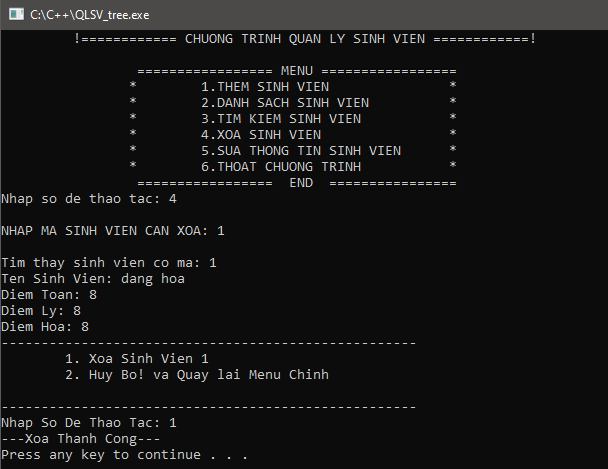 C:\C++\QLSV_tree.exe
!============ CHUONG TRINH QUAN LY SINH VIEN ============!
================= MENU =================
* 1.THEM SINH VIEN *
* 2.DANH SACH SINH VIEN *
* 3.TIM KIEM SINH VIEN *
* 4.XOA SINH VIEN *
* 5.SUA THONG TIN SINH VIEN *
* 6.THOAT CHUONG TRINH *
================= END ================
Nhap so de thao tac: 4
NHAP MA SINH VIEN CAN XOA: 1
Tim thay sinh vien co ma: 1
Ten Sinh Vien: dang hoa
Diem Toan: 8
Diem Ly: 8
Diem Hoa: 8
----------------------------------------------------
1. Xoa Sinh Vien 1
2. Huy Bo! va Quay lai Menu Chinh
----------------------------------------------------
Nhap So De Thao Tac: 1
---Xoa Thanh Cong---
Press any key to continue . . .